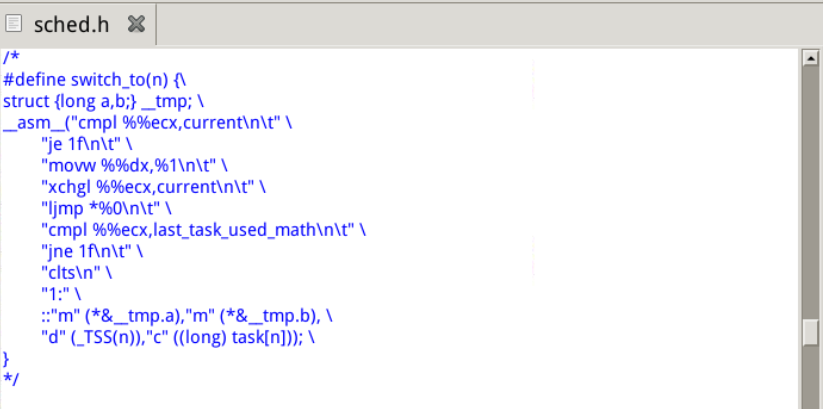 sched.h
/*
#define switch_to(n) {\
struct {long a,b;} __tmp; \
__asm__("cmpl %%ecx,current\n\t" \
"je 1f\n\t" \
"movw %%dx,%1\n\t" \
"xchgl %%ecx,current\n\t" \
"ljmp *%0\n\t" \
"cmpl %%ecx,last_task_used_math\n\t" \
"jne 1f\n\t" \
"clts\n" \
"1:" \
::"m" (*&__tmp.a),"m" (*&__tmp.b), \
"d" (_TSS(n)),"c" ((long) task[n])); \
}
*/